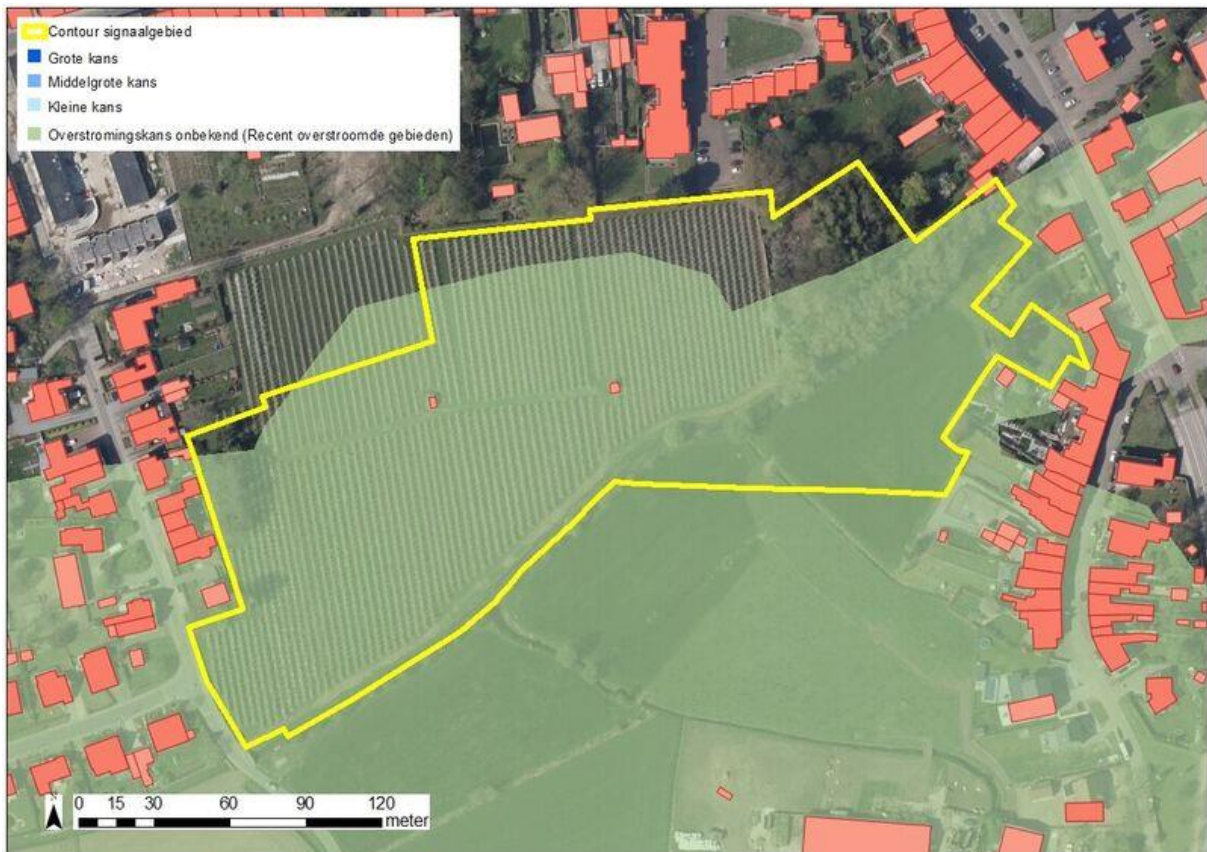 Contour signaalgebied
Grote kans
Middelgrote kans
Kleine kans
Overstromingskans onbekend (Recent overstroomde gebieden)
0 15 30 60 90 120
meter